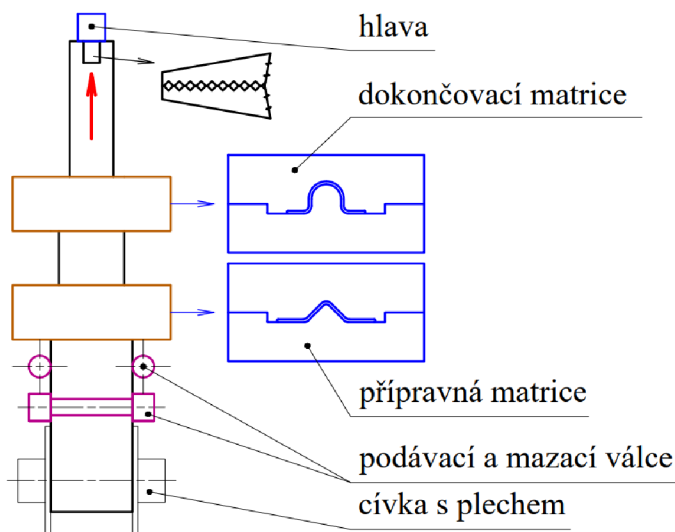 hlava
dokončovací matrice
přípravná matrice
podávací a mazací válce
cívka s plechem